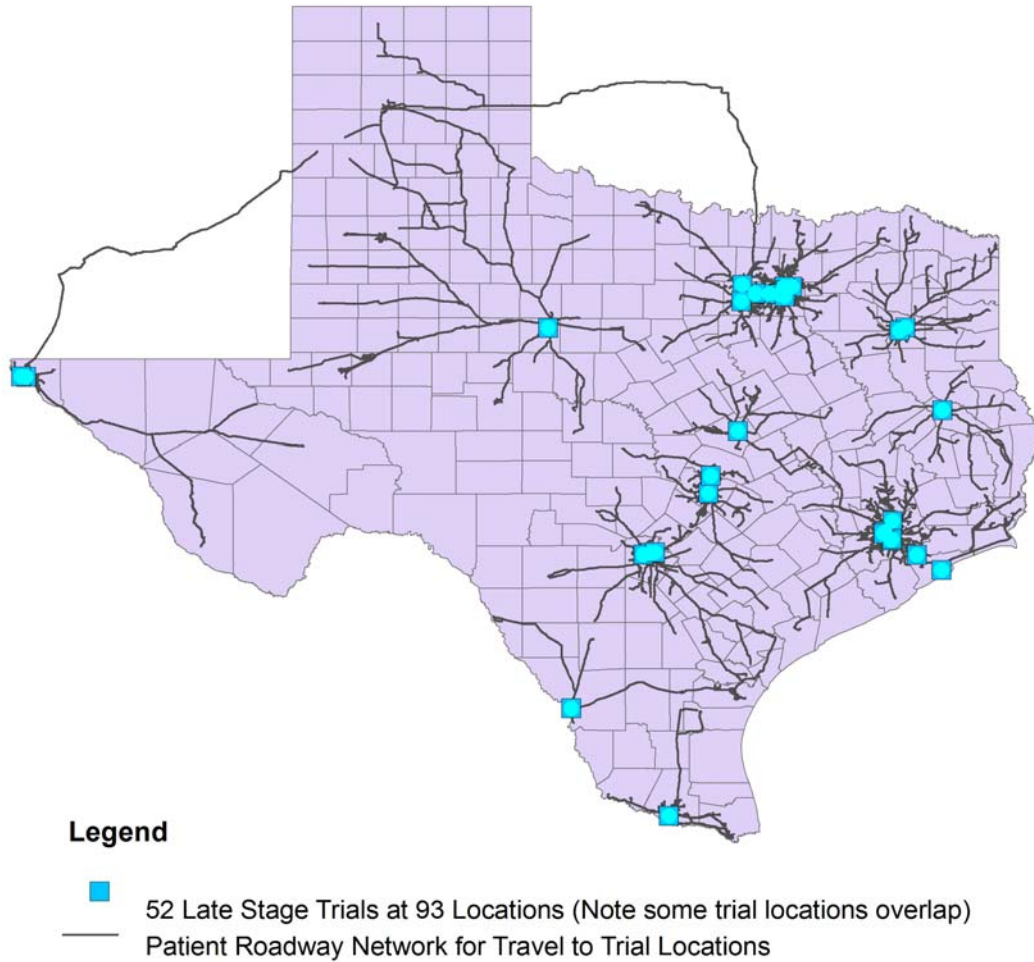 Legend
52 Late Stage Trials at 93 Locations (Note some trial locations overlap)
Patient Roadway Network for Travel to Trial Locations